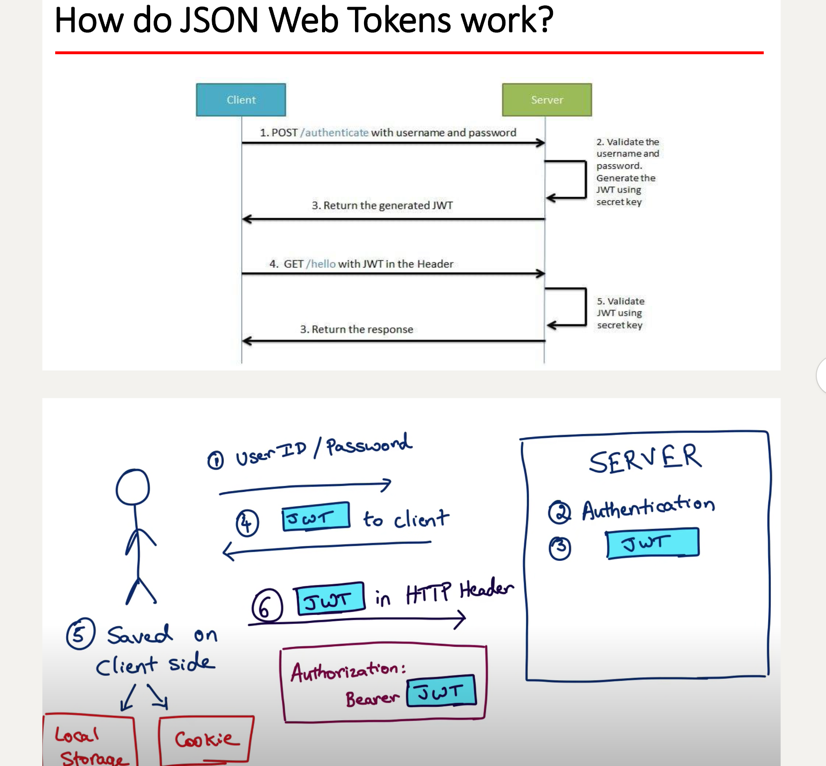 How do JSON Web Tokens work?
Client
Server
1. POST /authenticate with username and password
2. Validate the
username and
password.
Generate the
JWT using
secret key
3. Return the generated JWT
4. GET /hello with JWT in the Header
5. Validate
JWT using
secret key
3. Return the response
① User ID / Password
SERVER
④ JWT to client
② Authentication
③ JWT
⑥ JWT in HTTP Header
⑤ Saved on
Client side
Authorization:
Bearer JWT
Local
Storage
Cookie